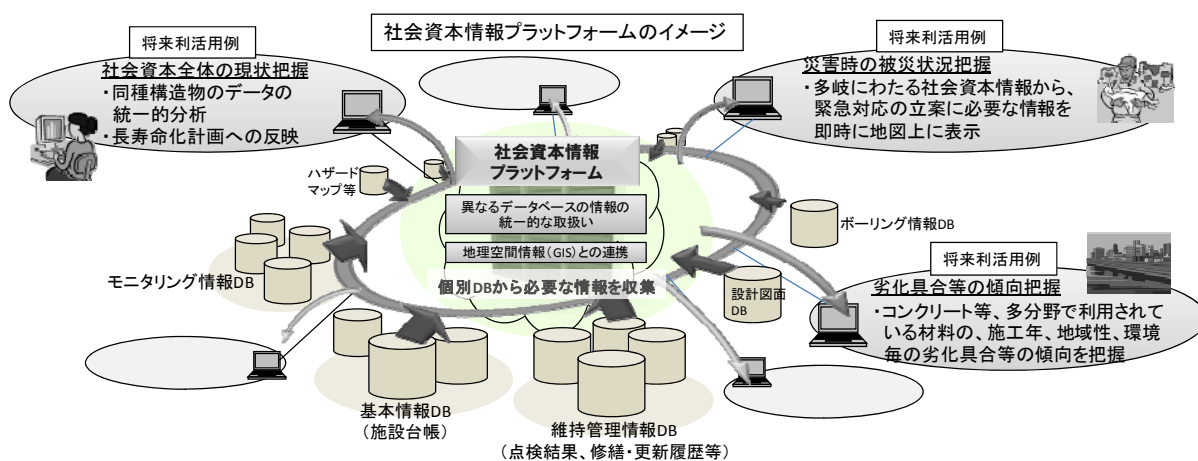 社会資本情報プラットフォームのイメージ
将来利活用例
社会資本全体の現状把握
・同種構造物のデータの
統一的分析
・長寿命化計画への反映
将来利活用例
災害時の被災状況把握
・多岐にわたる社会資本情報から、
緊急対応の立案に必要な情報を
即時に地図上に表示
社会資本情報
プラットフォーム
異なるデータベースの情報の
統一的な取扱い
地理空間情報(GIS)との連携
個別DBから必要な情報を収集
ハザード
マップ等
モニタリング情報DB
ボーリング情報DB
設計図面
DB
将来利活用例
劣化具合等の傾向把握
・コンクリート等、多分野で利用されて
いる材料の、施工年、地域性、環境
毎の劣化具合等の傾向を把握
基本情報DB
(施設台帳)
維持管理情報DB
(点検結果、修繕・更新履歴等)